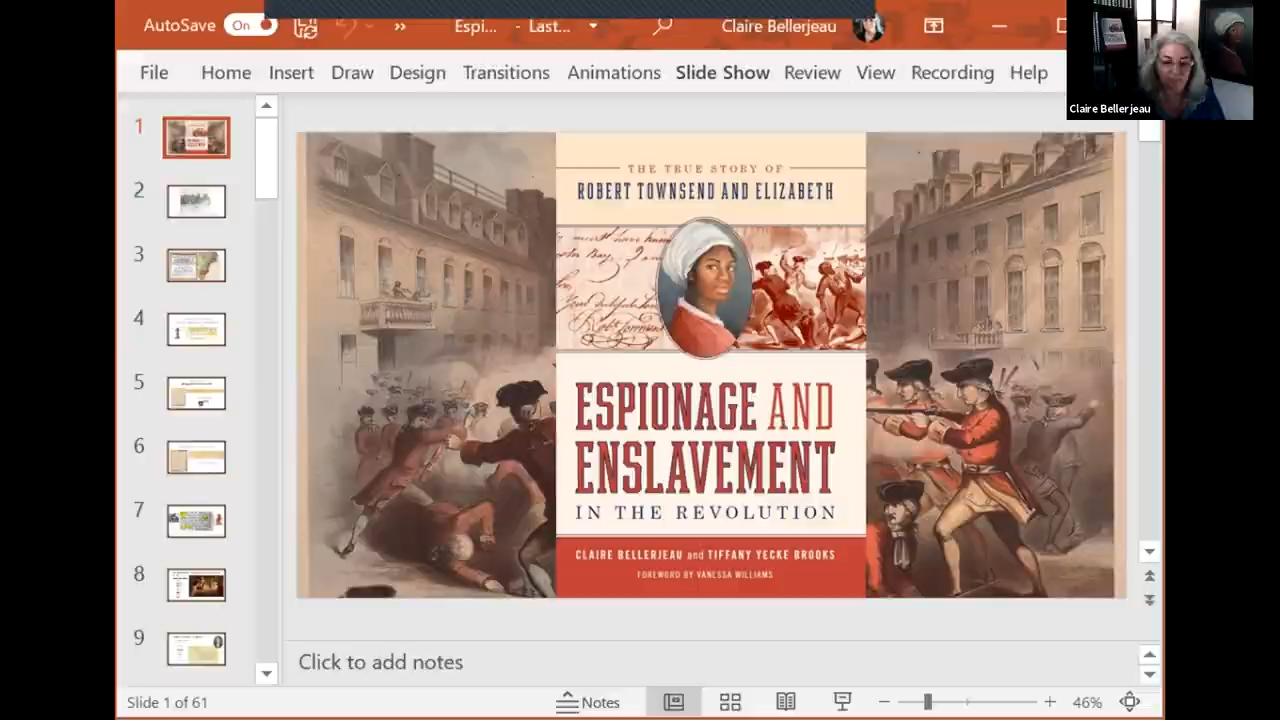 AutoSave On
Espi... - Last...
Claire Bellerjeau
File Home Insert Draw Design Transitions Animations Slide Show Review View Recording Help
Claire Bellerjeau
1
2
3
4
5
6
7
8
9
THE TRUE STORY OF
ROBERT TOWNSEND AND ELIZABETH
ESPIONAGE AND
ENSLAVEMENT
IN THE REVOLUTION
CLAIRE BELLERJEAU and TIFFANY YECKE BROOKS
FOREWORD BY VANESSA WILLIAMS
Click to add notes
Slide 1 of 61
Notes
46%